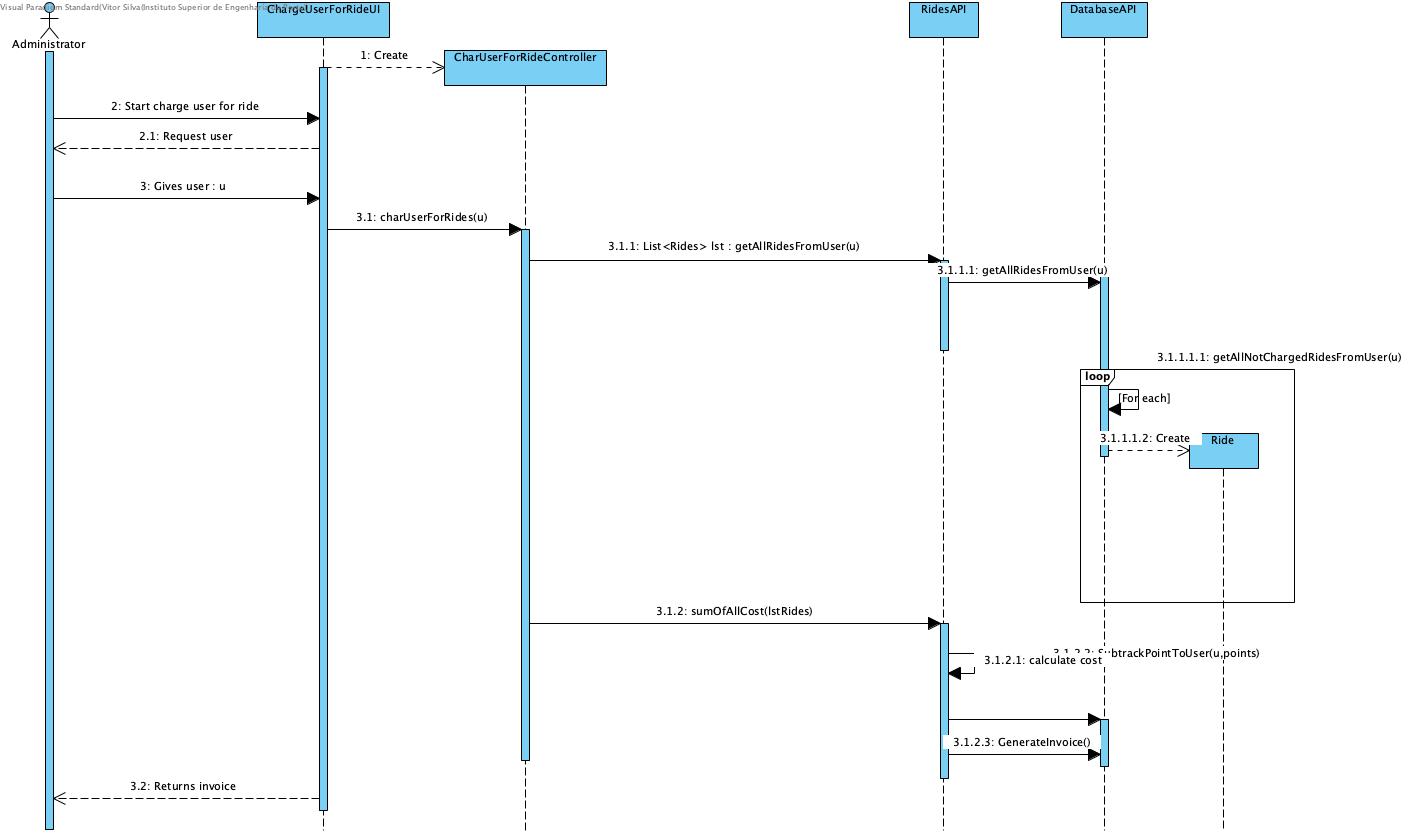 Visual Paradigm Standard(Vitor Silva(Instituto Superior de Engenharia
ChargeUserForRideUI
RidesAPI
DatabaseAPI
Administrator
1: Create
CharUserForRideController
2: Start charge user for ride
2.1: Request user
3: Gives user : u
3.1: charUserForRides(u)
3.1.1: List<Rides> lst : getAllRidesFromUser(u)
3.1.1.1: getAllRidesFromUser(u)
3.1.1.1.1: getAllNotChargedRidesFromUser(u)
loop
[For each]
3.1.1.1.2: Create
Ride
3.1.2: sumOfAllCost(lstRides)
3.1.2.2: SubtrackPointToUser(u,points)
3.1.2.1: calculate cost
3.1.2.3: GenerateInvoice()
3.2: Returns invoice